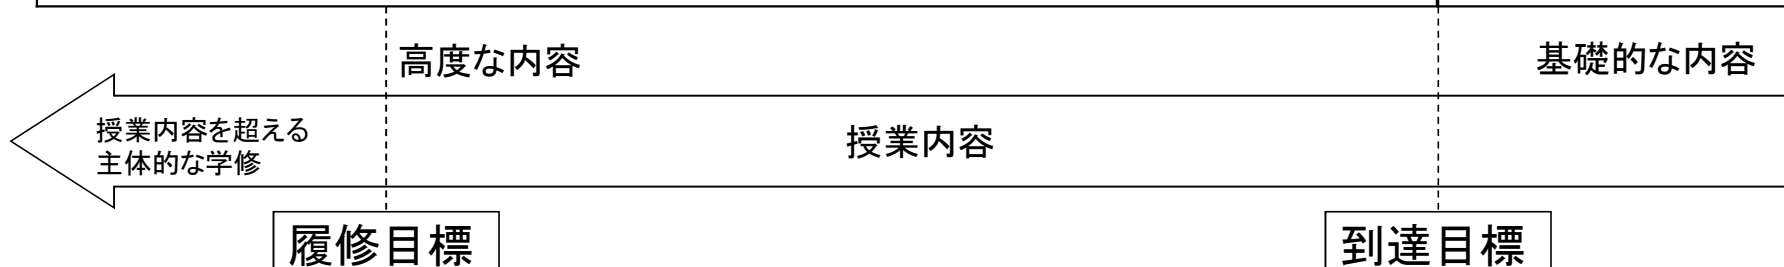 高度な内容
基礎的な内容
授業内容を超える
主体的な学修
授業内容
履修目標
到達目標